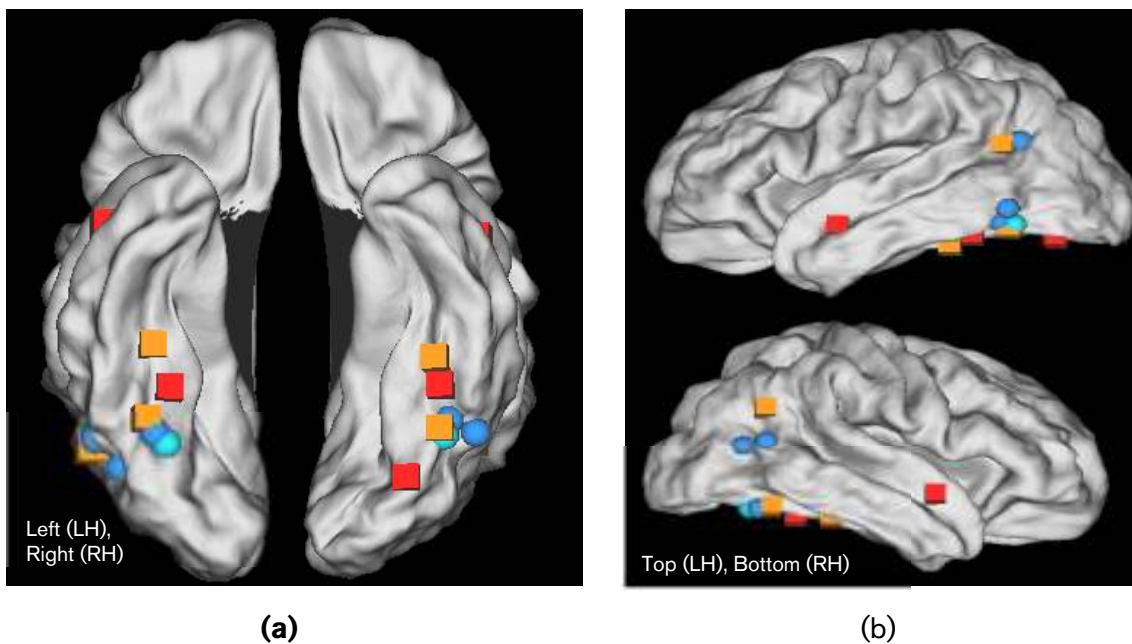 Left (LH),
Right (RH)
Top (LH), Bottom (RH)
(a)
(b)